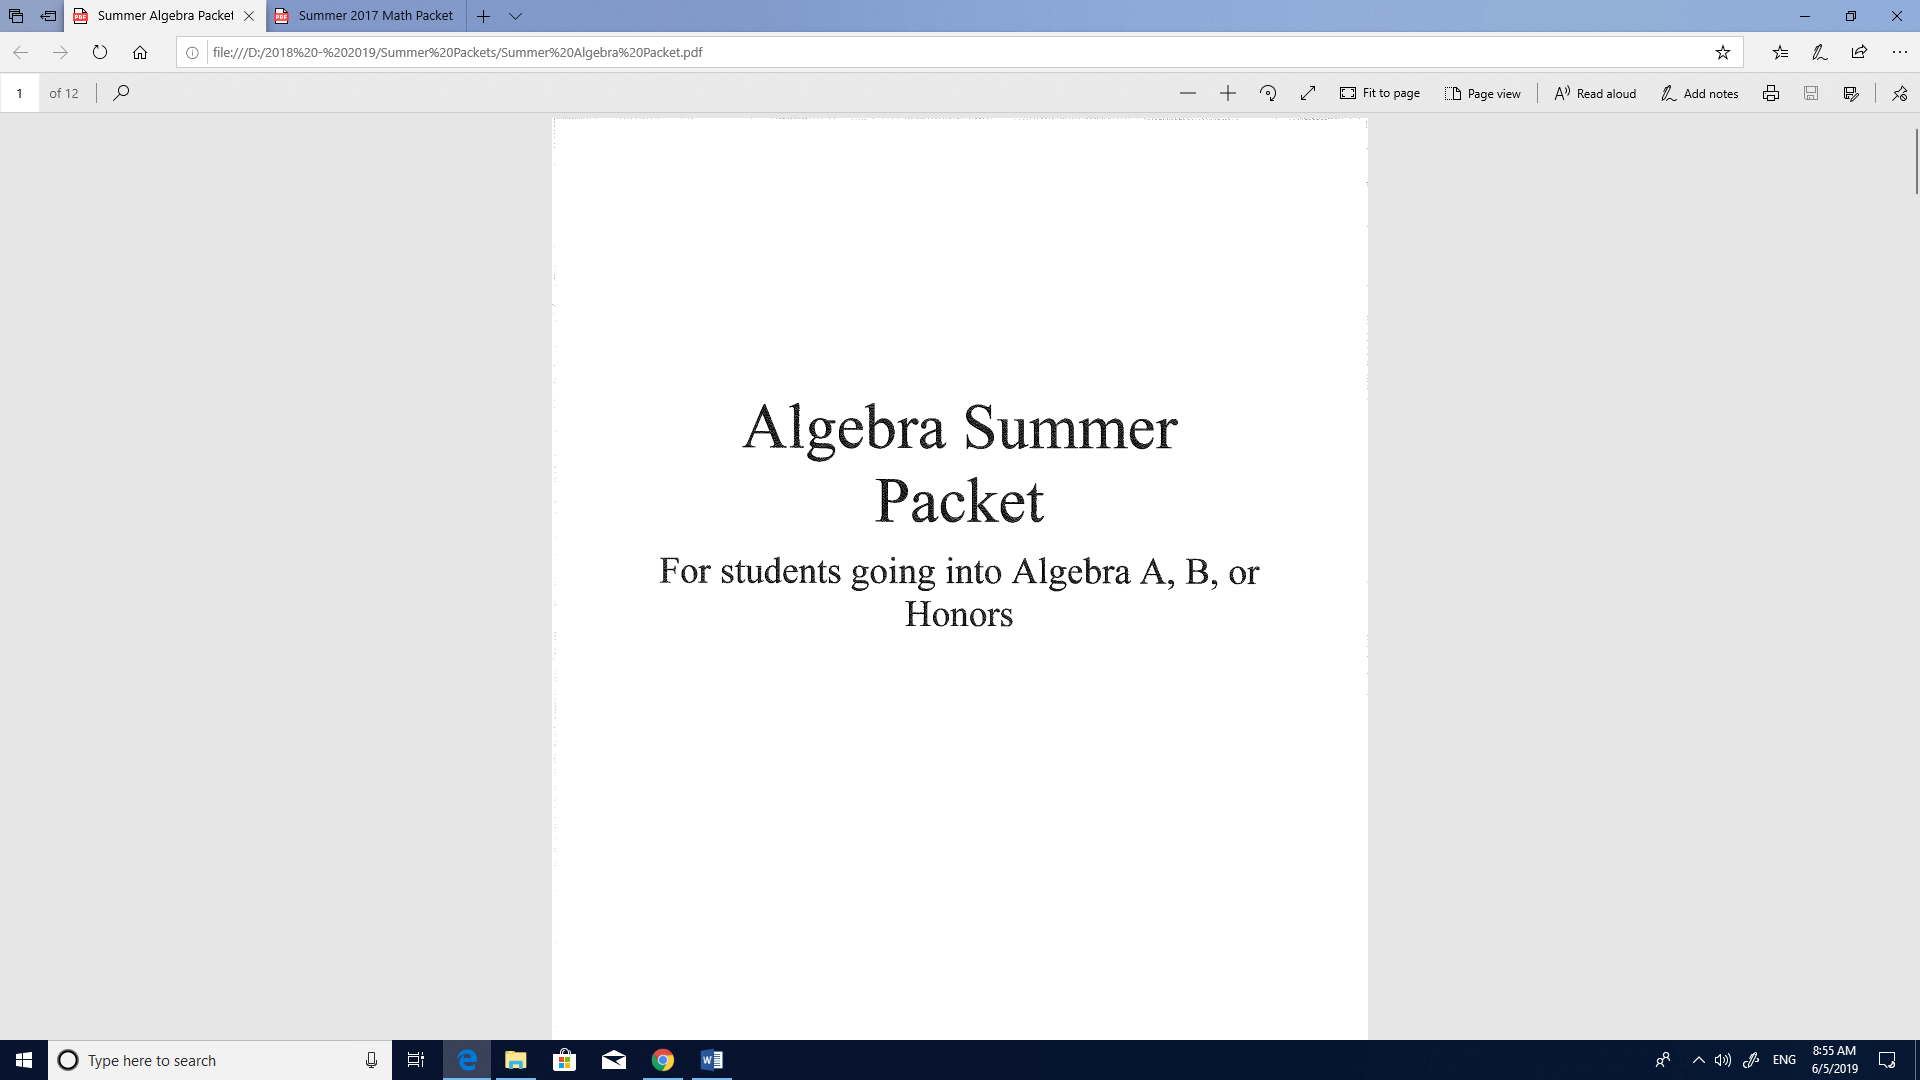 Summer Algebra Packet
Summer 2017 Math Packet
file:///D:/2018%20-%202019/Summer%20Packets/Summer%20Algebra%20Packet.pdf
1 of 12
Fit to page
Page view
Read aloud
Add notes
Algebra Summer
Packet
For students going into Algebra A, B, or
Honors
Type here to search
ENG
8:55 AM
6/5/2019